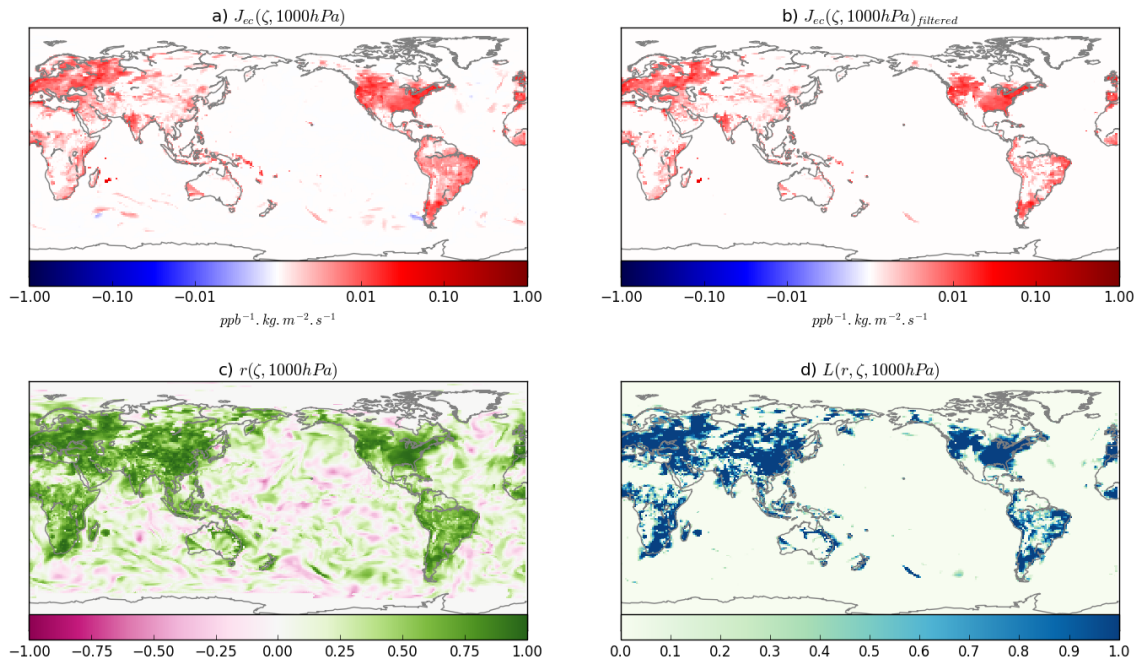 a) J_ec(ζ, 1000hPa)
b) J_ec(ζ, 1000hPa)_filtered
−1.00 −0.10 −0.01 0.01 0.10 1.00
−1.00 −0.10 −0.01 0.01 0.10 1.00
ppb⁻¹.kg.m⁻².s⁻¹
ppb⁻¹.kg.m⁻².s⁻¹
c) r(ζ, 1000hPa)
d) L(r, ζ, 1000hPa)
−1.00 −0.75 −0.50 −0.25 0.00 0.25 0.50 0.75 1.00
0.0 0.1 0.2 0.3 0.4 0.5 0.6 0.7 0.8 0.9 1.0